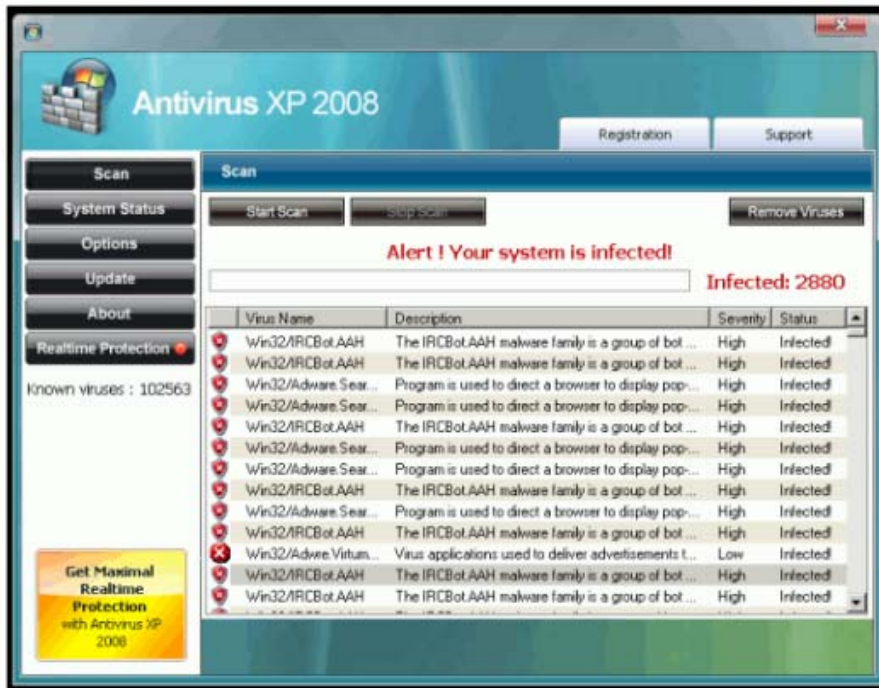 Antivirus XP 2008
Registration
Support
Scan
System Status
Options
Update
About
Realtime Protection
Known viruses : 102563
Get Maximal
Realtime
Protection
with Antivirus XP
2008
Scan
Start Scan
Stop Scan
Remove Viruses
Alert ! Your system is infected!
Infected: 2880
Virus Name Description Severity Status
Win32/IRCBot.AAH The IRCBot.AAH malware family is a group of bot ... High Infected!
Win32/IRCBot.AAH The IRCBot.AAH malware family is a group of bot ... High Infected!
Win32/Adware.Sear... Program is used to direct a browser to display pop-... High Infected!
Win32/Adware.Sear... Program is used to direct a browser to display pop-... High Infected!
Win32/IRCBot.AAH The IRCBot.AAH malware family is a group of bot ... High Infected!
Win32/Adware.Sear... Program is used to direct a browser to display pop-... High Infected!
Win32/Adware.Sear... Program is used to direct a browser to display pop-... High Infected!
Win32/IRCBot.AAH The IRCBot.AAH malware family is a group of bot ... High Infected!
Win32/Adware.Sear... Program is used to direct a browser to display pop-... High Infected!
Win32/IRCBot.AAH The IRCBot.AAH malware family is a group of bot ... High Infected!
Win32/Adwre.Virtum... Virus applications used to deliver advertisements t... Low Infected!
Win32/IRCBot.AAH The IRCBot.AAH malware family is a group of bot ... High Infected!
Win32/IRCBot.AAH The IRCBot.AAH malware family is a group of bot ... High Infected!